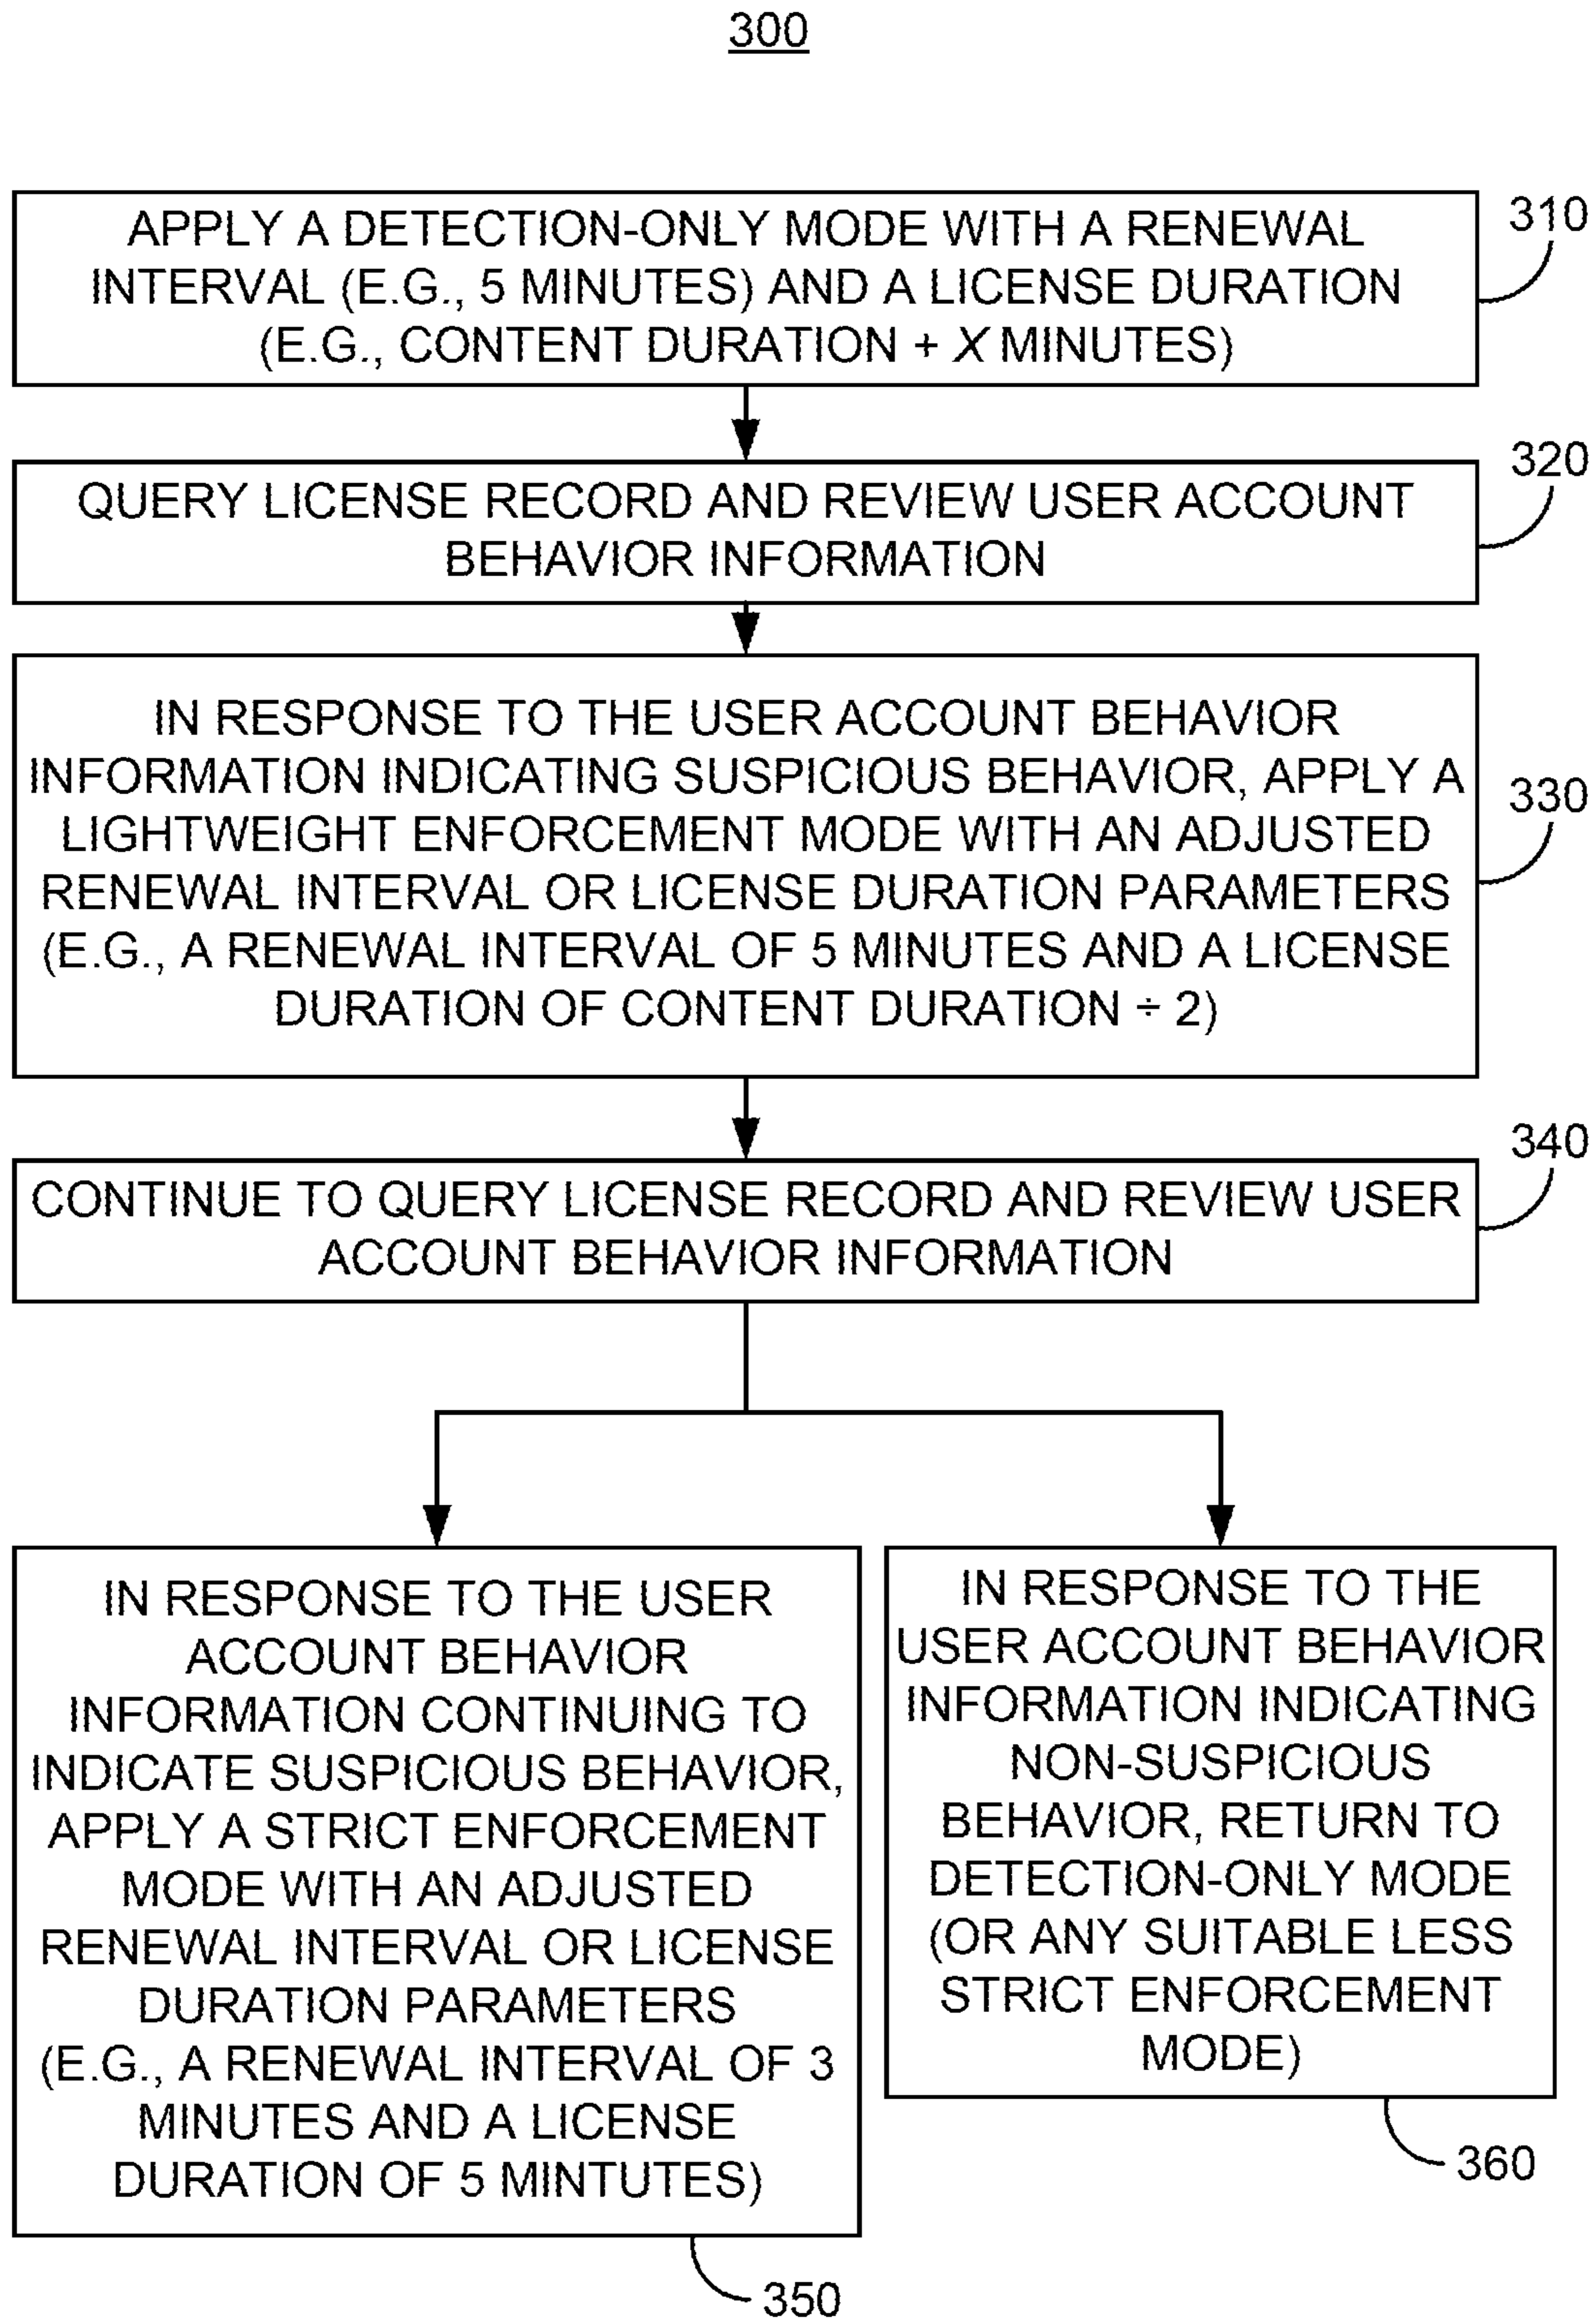 300
APPLY A DETECTION-ONLY MODE WITH A RENEWAL
INTERVAL (E.G., 5 MINUTES) AND A LICENSE DURATION
(E.G., CONTENT DURATION + X MINUTES)
310
QUERY LICENSE RECORD AND REVIEW USER ACCOUNT
BEHAVIOR INFORMATION
320
IN RESPONSE TO THE USER ACCOUNT BEHAVIOR
INFORMATION INDICATING SUSPICIOUS BEHAVIOR, APPLY A
LIGHTWEIGHT ENFORCEMENT MODE WITH AN ADJUSTED
RENEWAL INTERVAL OR LICENSE DURATION PARAMETERS
(E.G., A RENEWAL INTERVAL OF 5 MINUTES AND A LICENSE
DURATION OF CONTENT DURATION ÷ 2)
330
CONTINUE TO QUERY LICENSE RECORD AND REVIEW USER
ACCOUNT BEHAVIOR INFORMATION
340
IN RESPONSE TO THE USER
ACCOUNT BEHAVIOR
INFORMATION CONTINUING TO
INDICATE SUSPICIOUS BEHAVIOR,
APPLY A STRICT ENFORCEMENT
MODE WITH AN ADJUSTED
RENEWAL INTERVAL OR LICENSE
DURATION PARAMETERS
(E.G., A RENEWAL INTERVAL OF 3
MINUTES AND A LICENSE
DURATION OF 5 MINTUTES)
350
IN RESPONSE TO THE
USER ACCOUNT BEHAVIOR
INFORMATION INDICATING
NON-SUSPICIOUS
BEHAVIOR, RETURN TO
DETECTION-ONLY MODE
(OR ANY SUITABLE LESS
STRICT ENFORCEMENT
MODE)
360